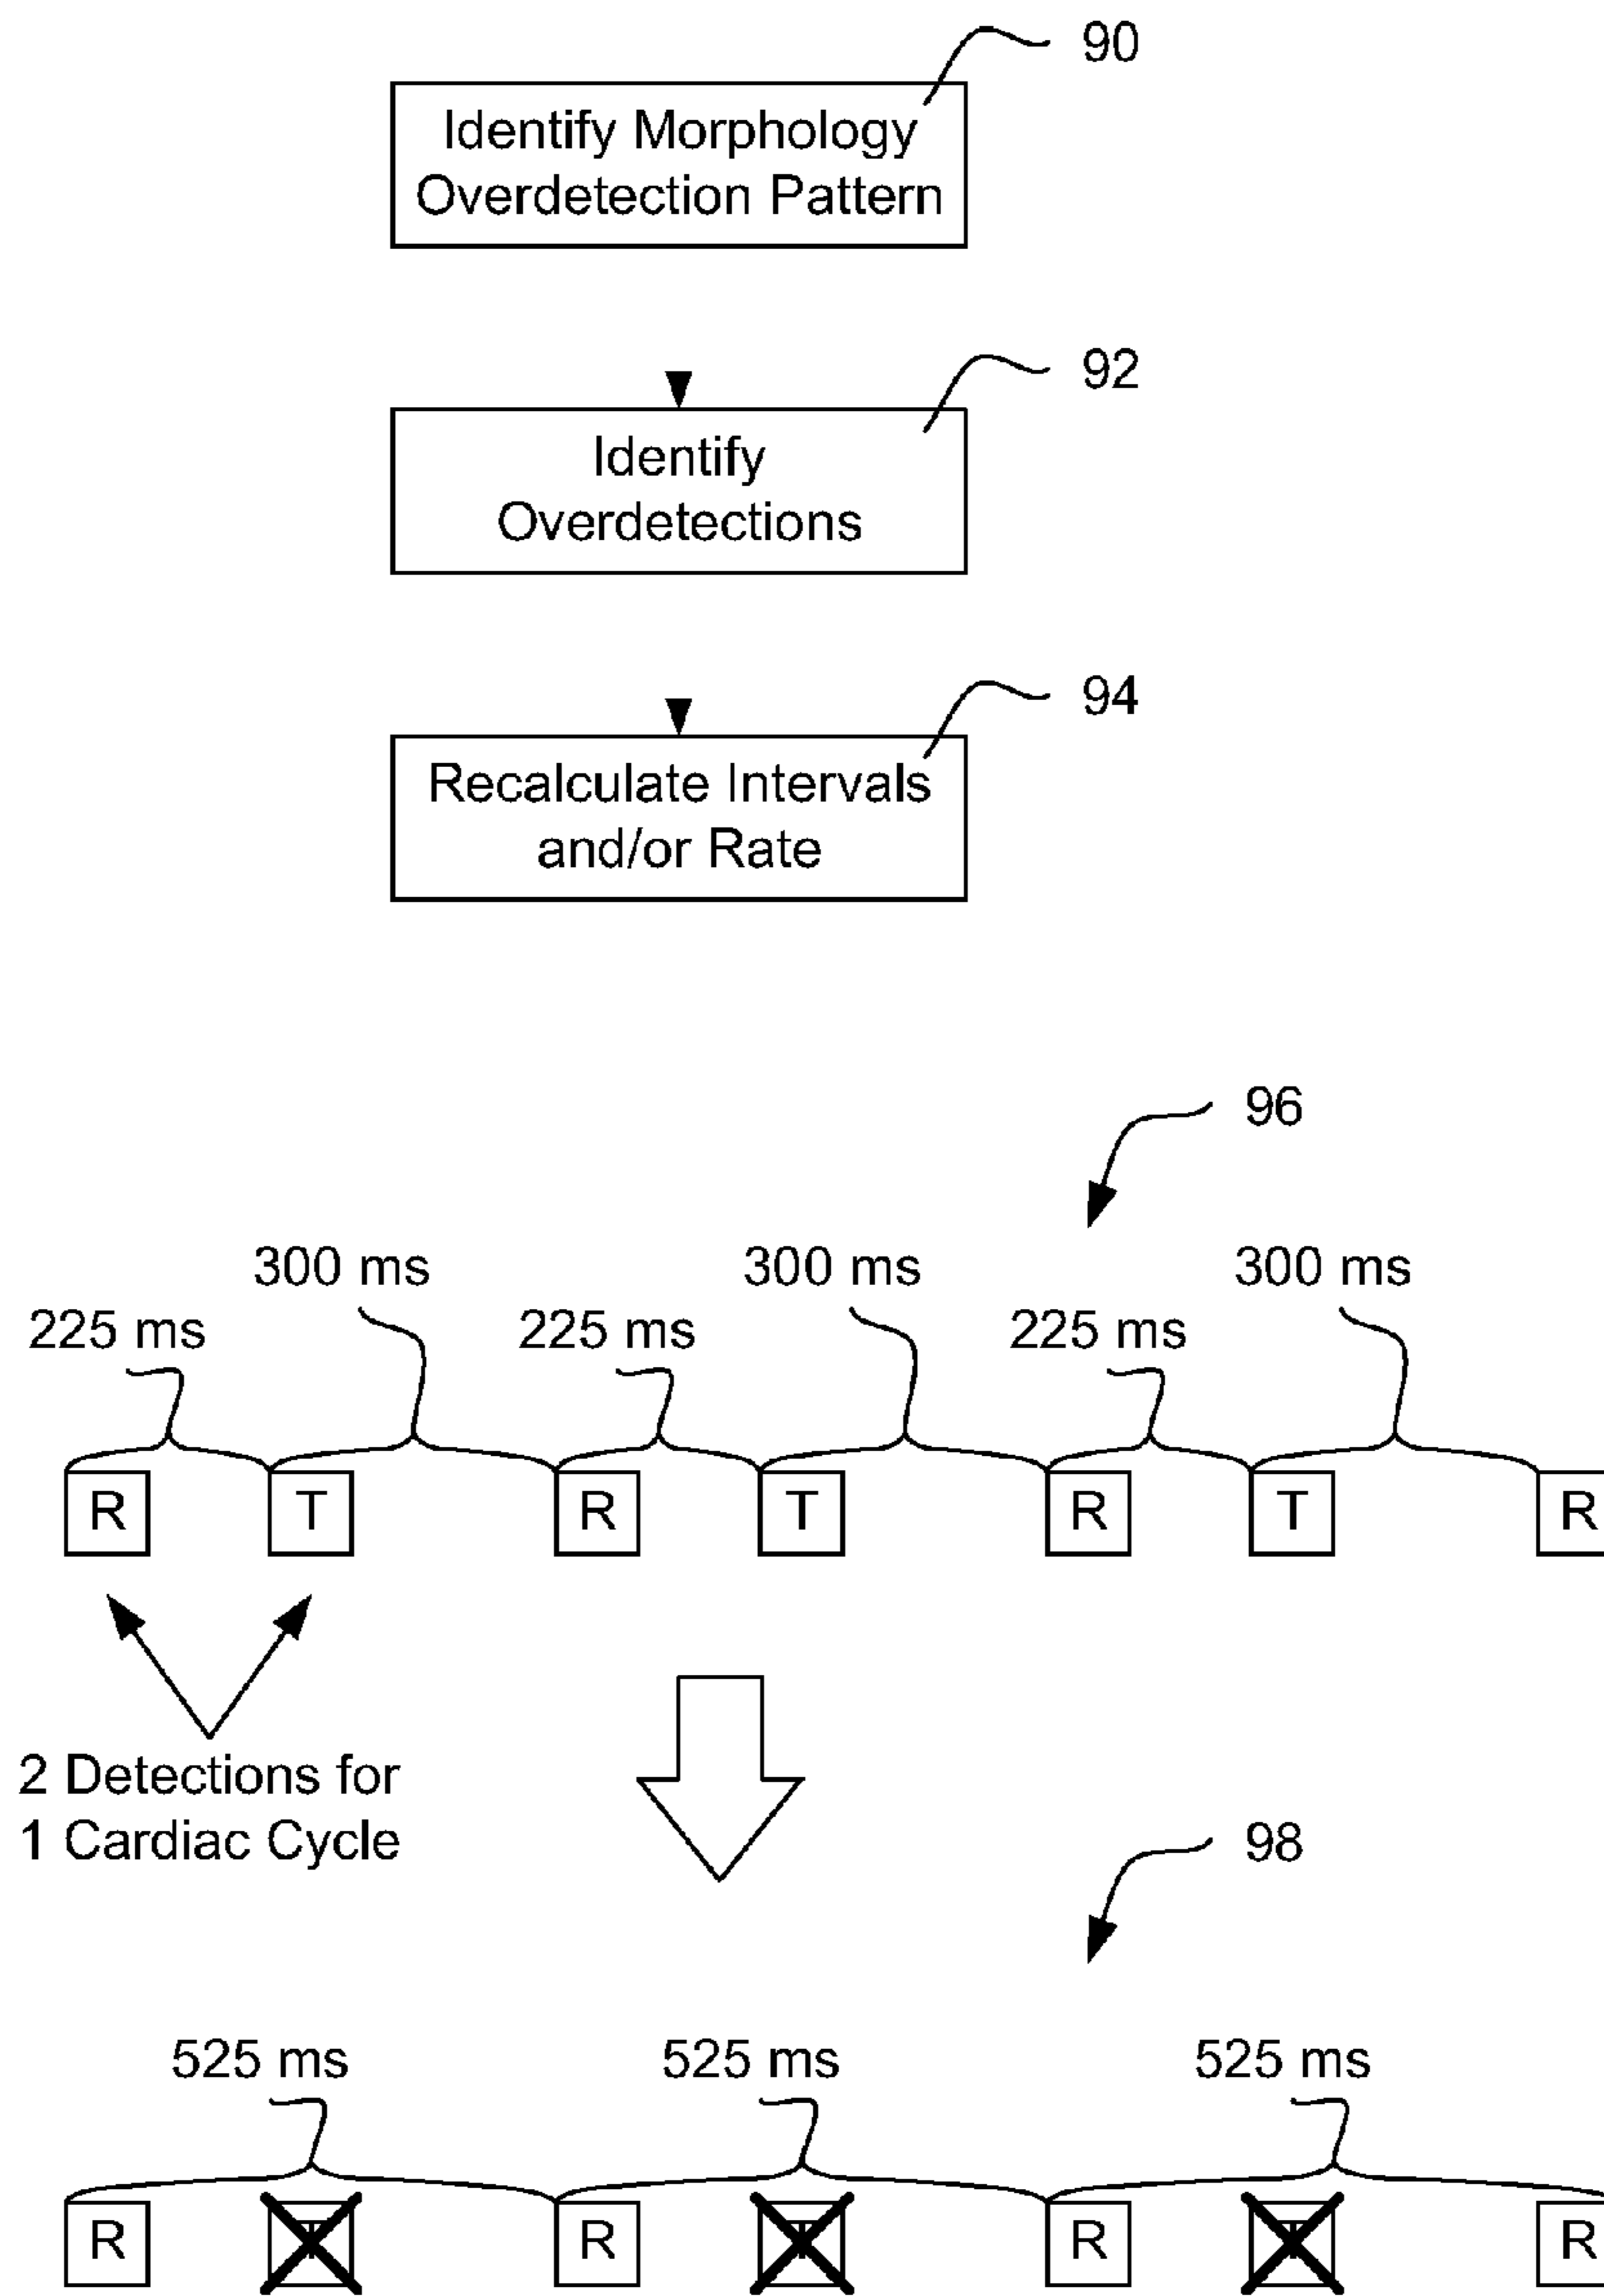 90
Identify Morphology
Overdetection Pattern
92
Identify
Overdetections
94
Recalculate Intervals
and/or Rate
96
300 ms 300 ms 300 ms
225 ms 225 ms 225 ms
R T R T R T R
2 Detections for
1 Cardiac Cycle
98
525 ms 525 ms 525 ms
R T R T R T R